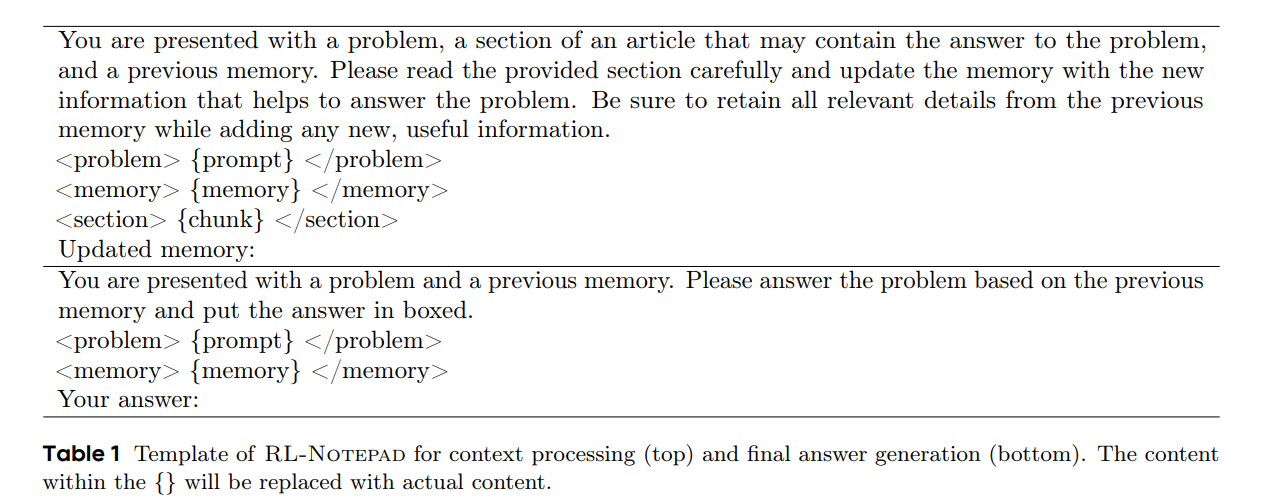 You are presented with a problem, a section of an article that may contain the answer to the problem,
and a previous memory. Please read the provided section carefully and update the memory with the new
information that helps to answer the problem. Be sure to retain all relevant details from the previous
memory while adding any new, useful information.
<problem> {prompt} </problem>
<memory> {memory} </memory>
<section> {chunk} </section>
Updated memory:
You are presented with a problem and a previous memory. Please answer the problem based on the previous
memory and put the answer in boxed.
<problem> {prompt} </problem>
<memory> {memory} </memory>
Your answer:
Table 1 Template of RL-NOTEPAD for context processing (top) and final answer generation (bottom). The content
within the {} will be replaced with actual content.